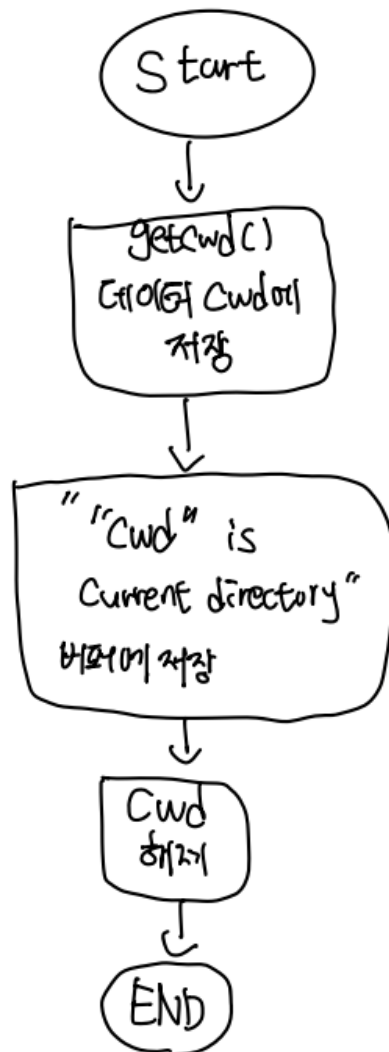 Start
getcwd()
데이터 cwd에
저장
""Cwd" is
Current directory"
버퍼에 저장
Cwd
해제
END